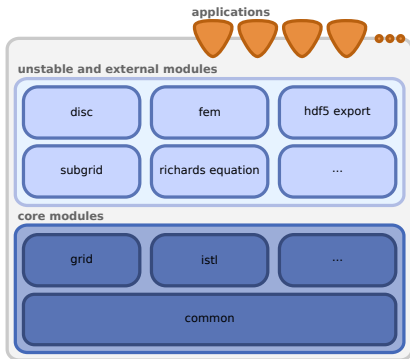 applications
unstable and external modules
disc fem hdf5 export
subgrid richards equation ...
core modules
grid istl ...
common